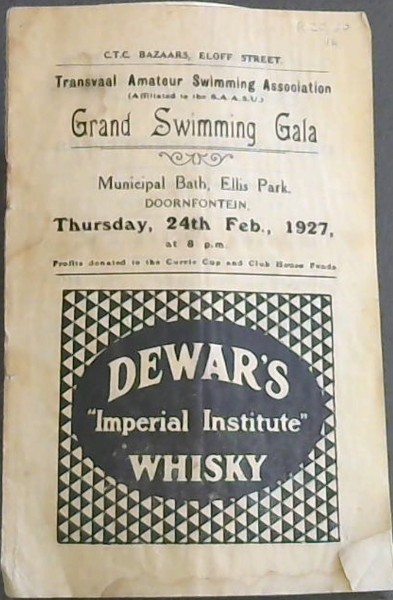 C.T.C. BAZAARS, ELOFF STREET.
Transvaal Amateur Swimming Association
(Affiliated to the S.A.A.S.U.)
Grand Swimming Gala
Municipal Bath, Ellis Park,
DOORNFONTEIN,
Thursday, 24th Feb., 1927,
at 8 p.m.
Profits donated to the Currie Cup and Club House Funds
DEWAR'S
"Imperial Institute"
WHISKY